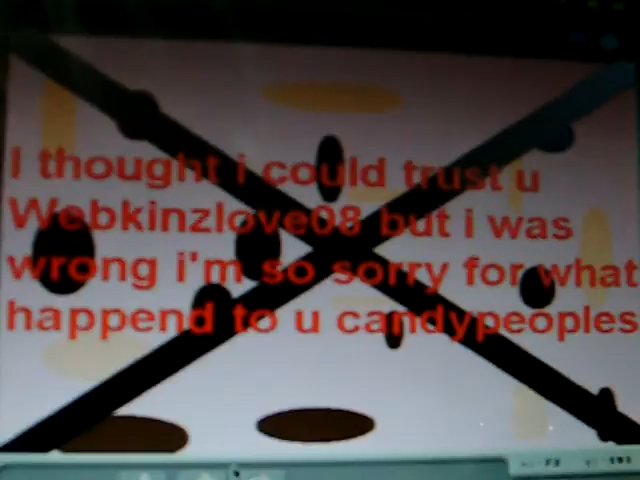 I thought i could trust u
Webkinzlove08 but i was
wrong i'm so sorry for what
happend to u candypeoples